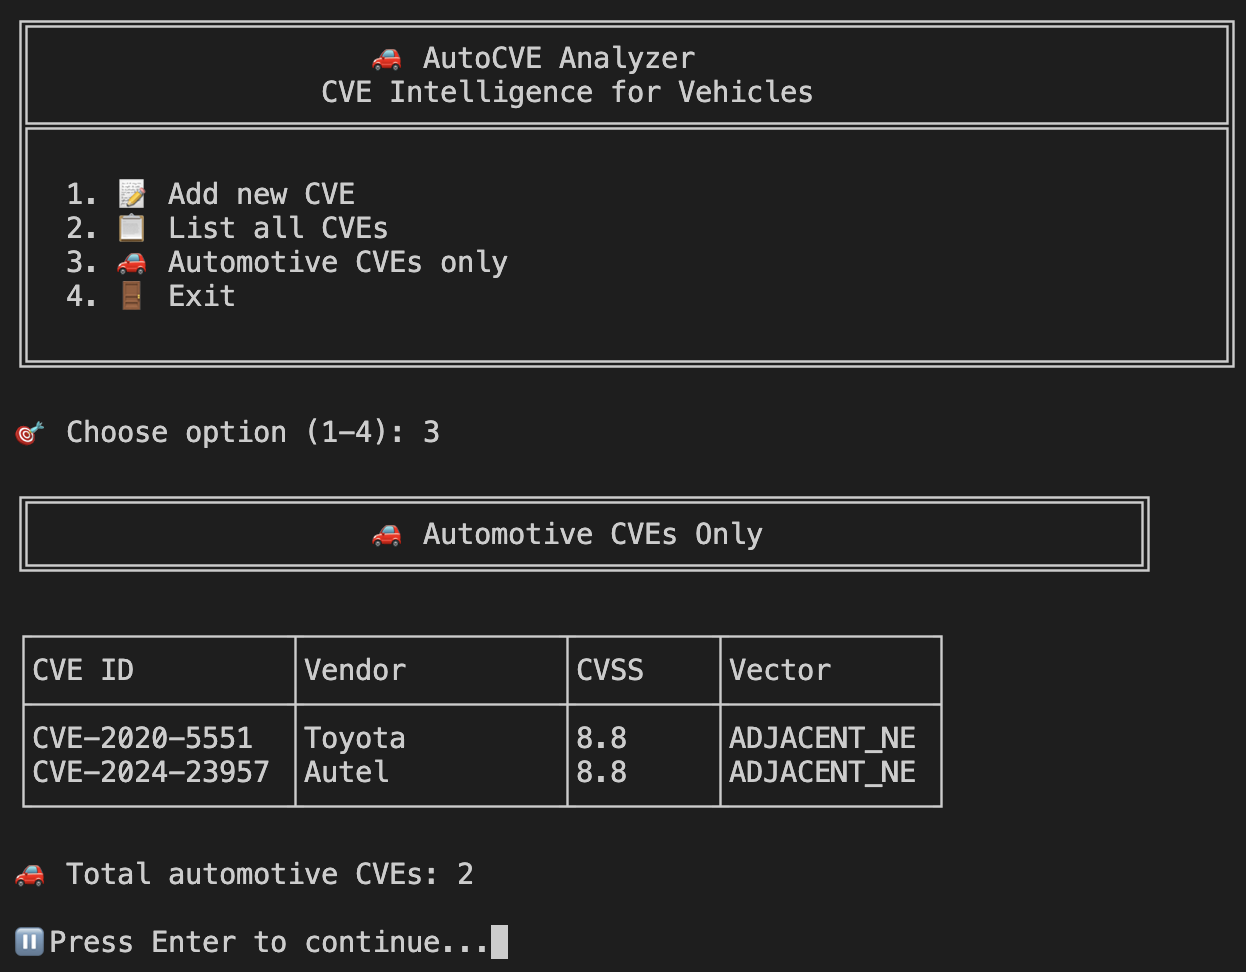 🚗 AutoCVE Analyzer
CVE Intelligence for Vehicles
1. 📝 Add new CVE
2. 📋 List all CVEs
3. 🚗 Automotive CVEs only
4. 🚪 Exit
🎯 Choose option (1-4): 3
🚗 Automotive CVEs Only
CVE ID Vendor CVSS Vector
CVE-2020-5551 Toyota 8.8 ADJACENT_NE
CVE-2024-23957 Autel 8.8 ADJACENT_NE
🚗 Total automotive CVEs: 2
⏸️Press Enter to continue...